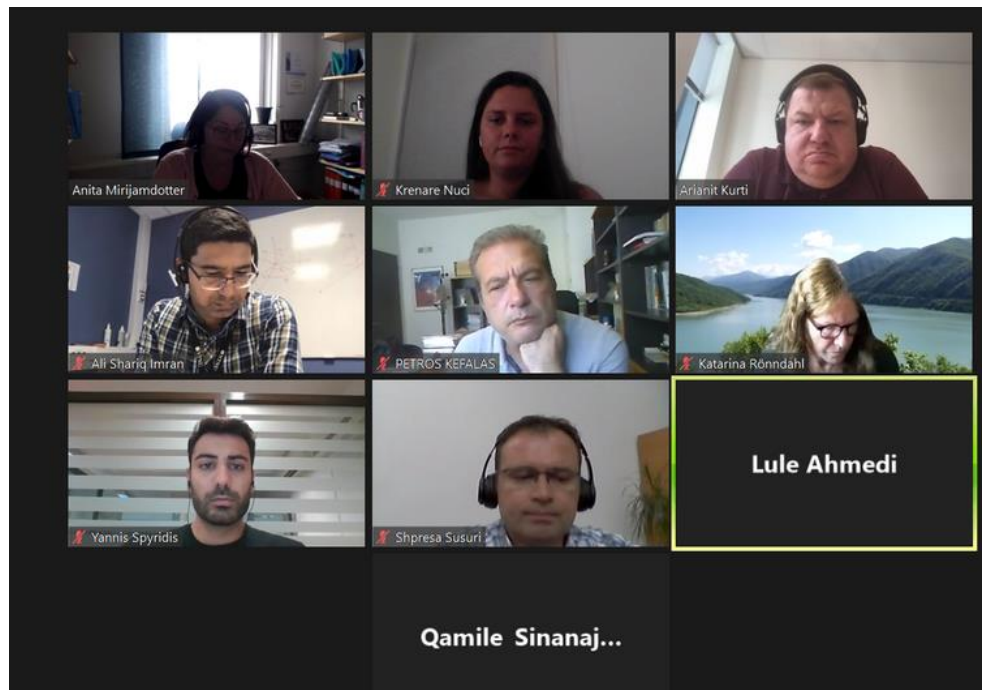 Anita Mirijamdotter
Krenare Nuci
Arianit Kurti
Ali Shariq Imran
PETROS KEFALAS
Katarina Rönndahl
Yannis Spyridis
Shpresa Susuri
Lule Ahmedi
Qamile Sinanaj...